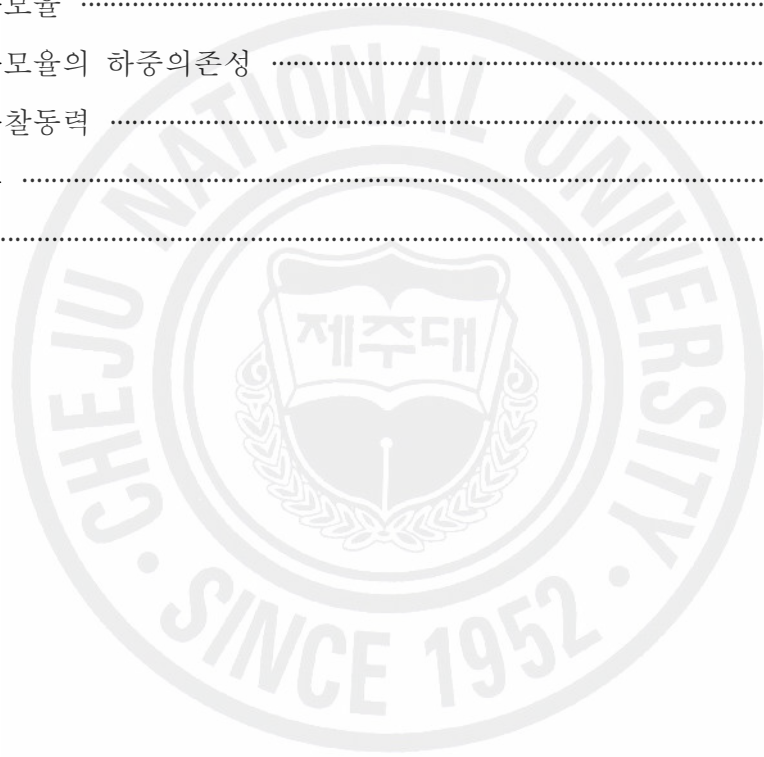 모율 ························································
모율의 하중의존성 ························································
찰동력 ························································
························································
························································
CHEJU NATIONAL UNIVERSITY
제주대
· SINCE 1952 ·